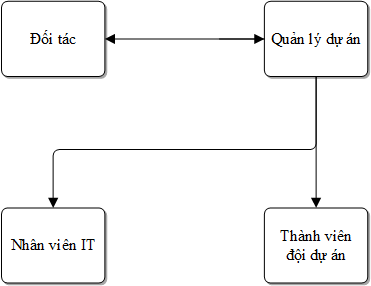 Đối tác
Quản lý dự án
Nhân viên IT
Thành viên
đội dự án